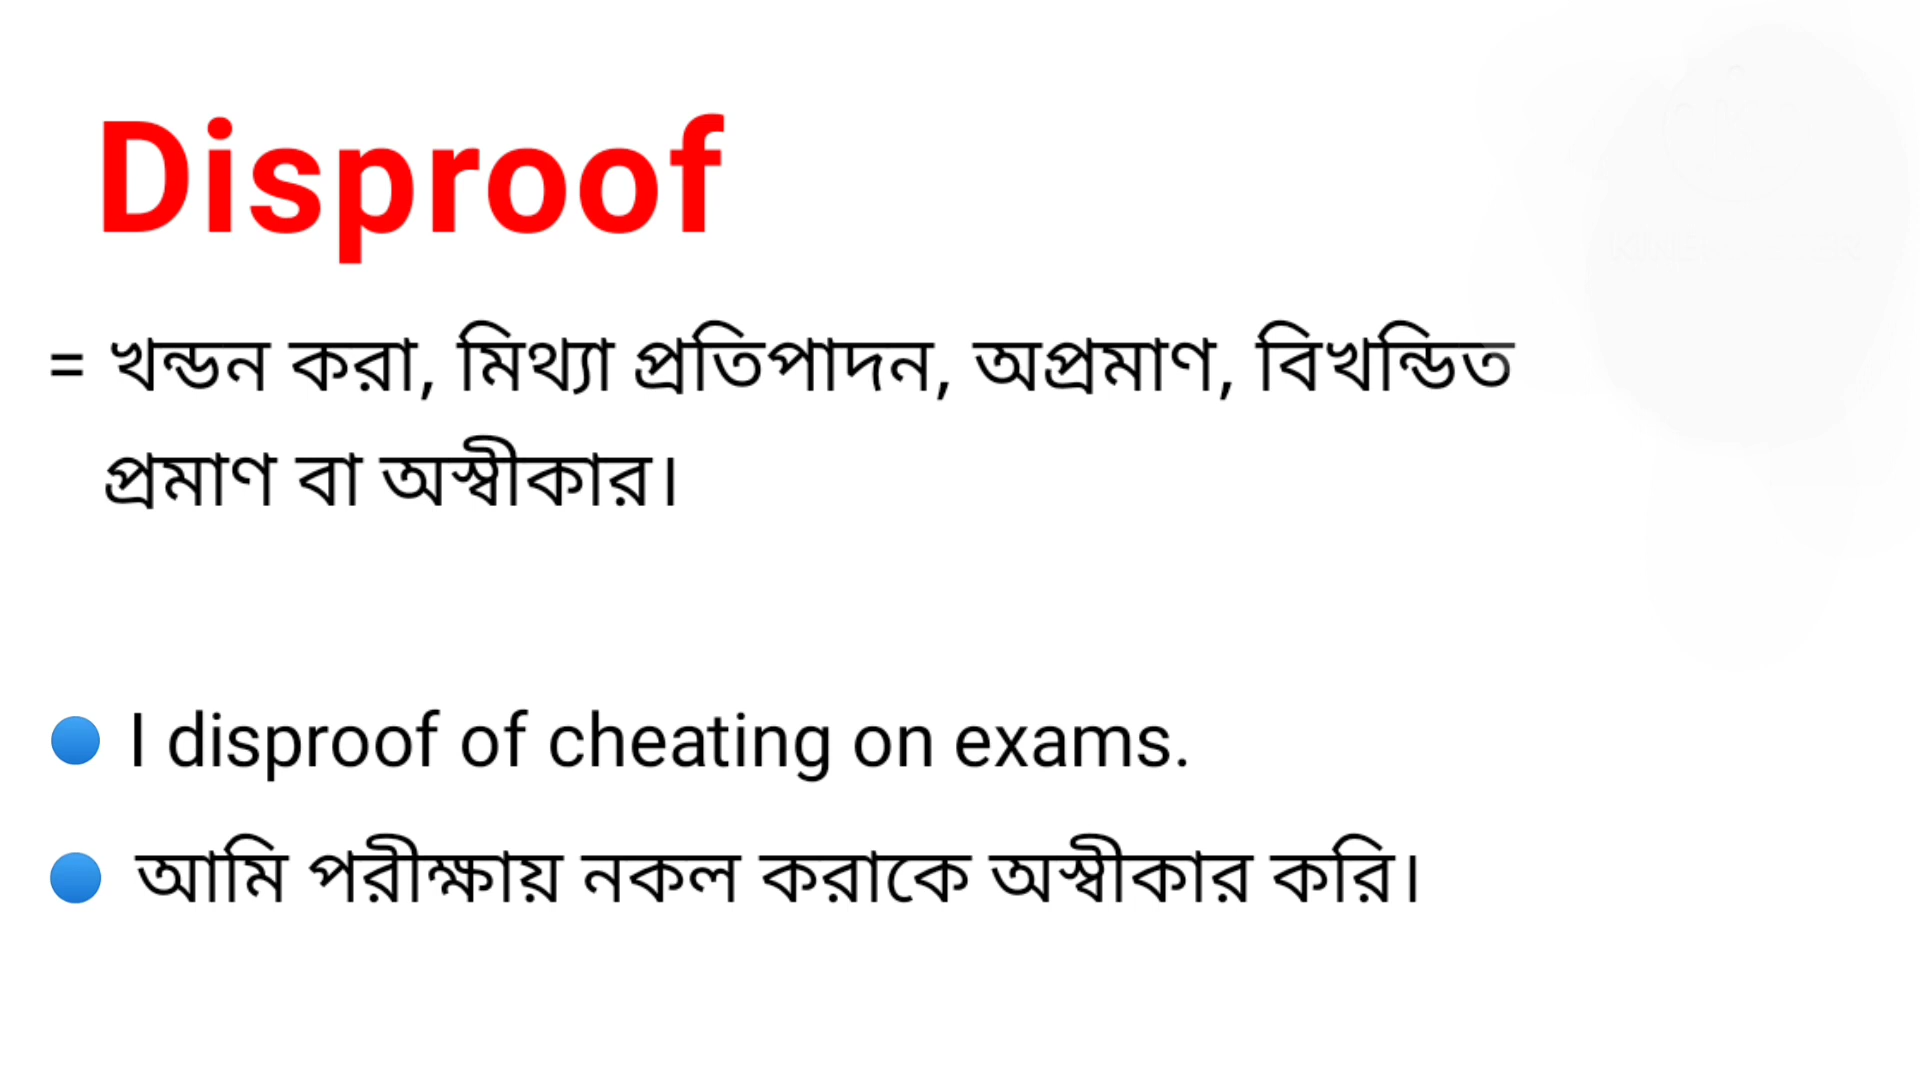 Disproof
= খন্ডন করা, মিথ্যা প্রতিপাদন, অপ্রমাণ, বিখন্ডিত
প্রমাণ বা অস্বীকার।
I disproof of cheating on exams.
আমি পরীক্ষায় নকল করাকে অস্বীকার করি।